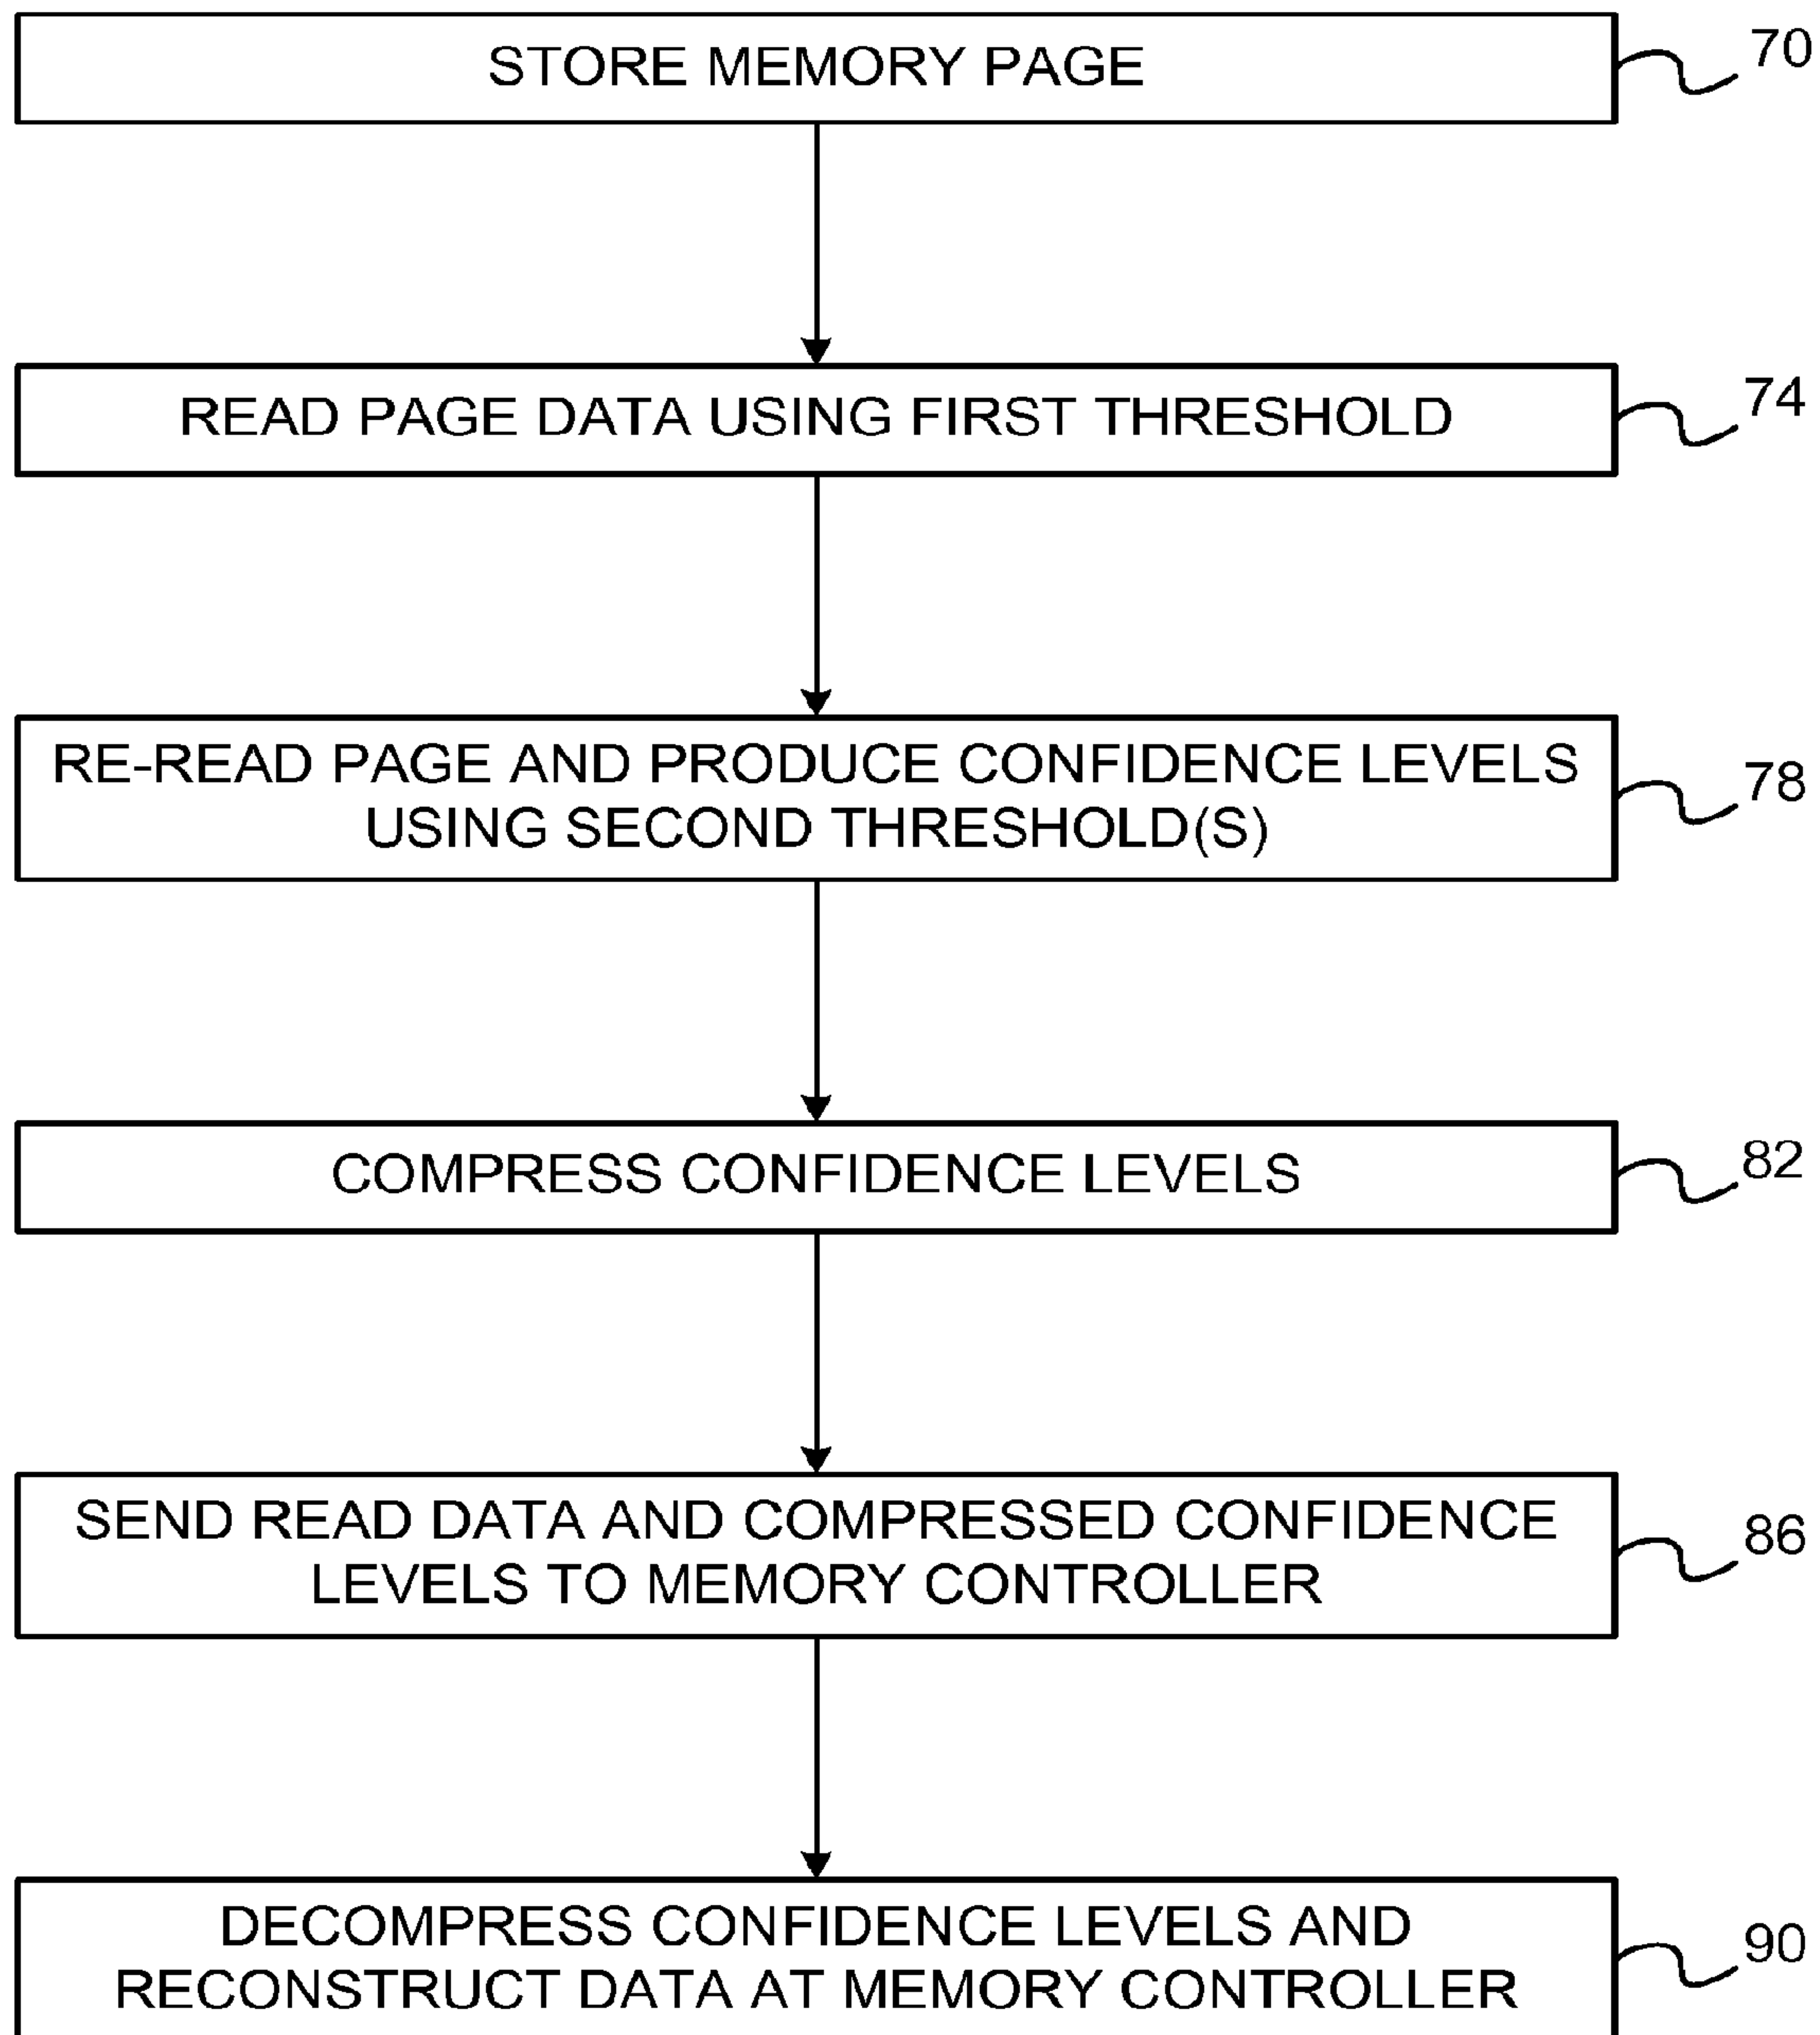 STORE MEMORY PAGE
70
READ PAGE DATA USING FIRST THRESHOLD
74
RE-READ PAGE AND PRODUCE CONFIDENCE LEVELS
USING SECOND THRESHOLD(S)
78
COMPRESS CONFIDENCE LEVELS
82
SEND READ DATA AND COMPRESSED CONFIDENCE
LEVELS TO MEMORY CONTROLLER
86
DECOMPRESS CONFIDENCE LEVELS AND
RECONSTRUCT DATA AT MEMORY CONTROLLER
90